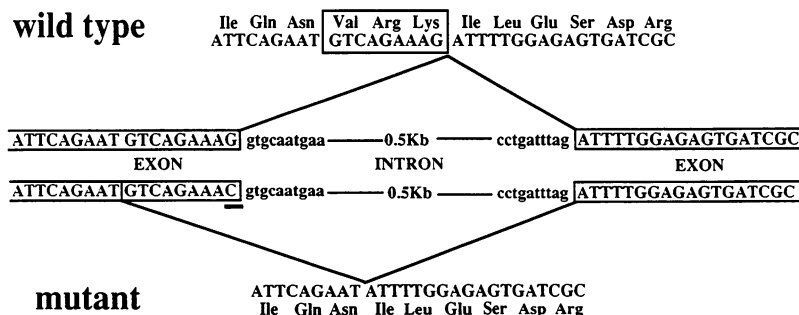 Ile Gln Asn Val Arg Lys Ile Leu Glu Ser Asp Arg
wild type ATTCAGAAT GTCAGAAAG ATTTTGGAGAGTGATCGC
ATTCAGAAT GTCAGAAAG gtgcaatgaa 0.5Kb cctgatttag ATTTTGGAGAGTGATCGC
EXON INTRON EXON
ATTCAGAAT GTCAGAAAC gtgcaatgaa 0.5Kb cctgatttag ATTTTGGAGAGTGATCGC
ATTCAGAAT ATTTTGGAGAGTGATCGC
mutant Ile Gln Asn Ile Leu Glu Ser Asp Arg